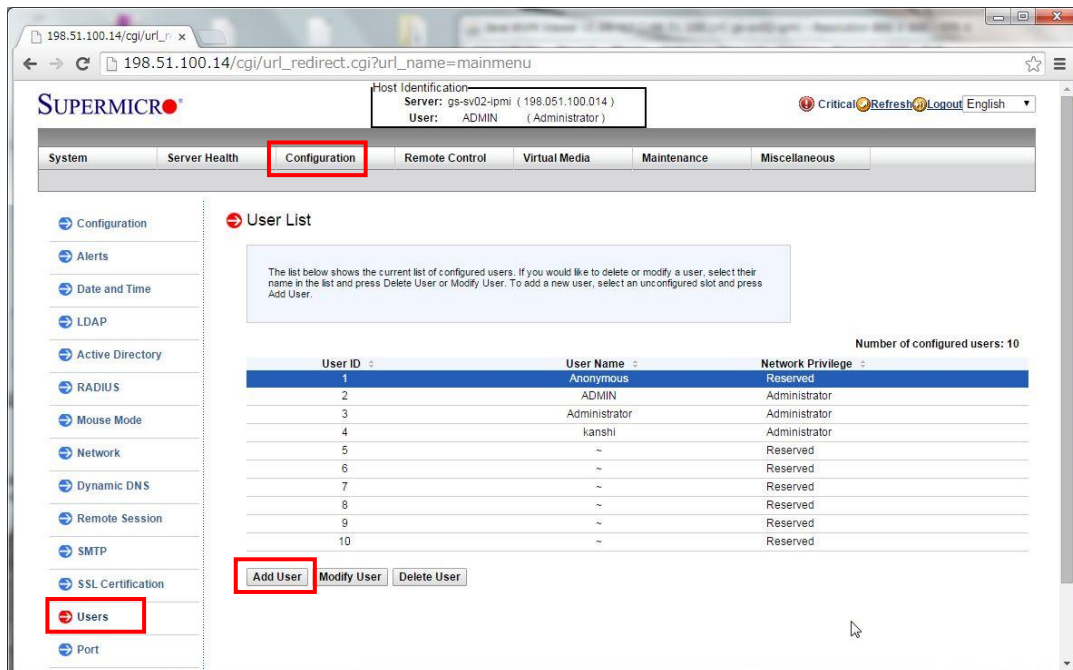 198.51.100.14/cgi/url_r
198.51.100.14/cgi/url_redirect.cgi?url_name=mainmenu
SUPERMICRO
Host Identification
Server: gs-sv02-ipmi ( 198.051.100.014 )
User: ADMIN ( Administrator )
Critical Refresh Logout English
System Server Health Configuration Remote Control Virtual Media Maintenance Miscellaneous
Configuration
Alerts
Date and Time
LDAP
Active Directory
RADIUS
Mouse Mode
Network
Dynamic DNS
Remote Session
SMTP
SSL Certification
Users
Port
User List
The list below shows the current list of configured users. If you would like to delete or modify a user, select their
name in the list and press Delete User or Modify User. To add a new user, select an unconfigured slot and press
Add User.
Number of configured users: 10
User ID User Name Network Privilege
1 Anonymous Reserved
2 ADMIN Administrator
3 Administrator Administrator
4 kanshi Administrator
5 ~ Reserved
6 ~ Reserved
7 ~ Reserved
8 ~ Reserved
9 ~ Reserved
10 ~ Reserved
Add User Modify User Delete User